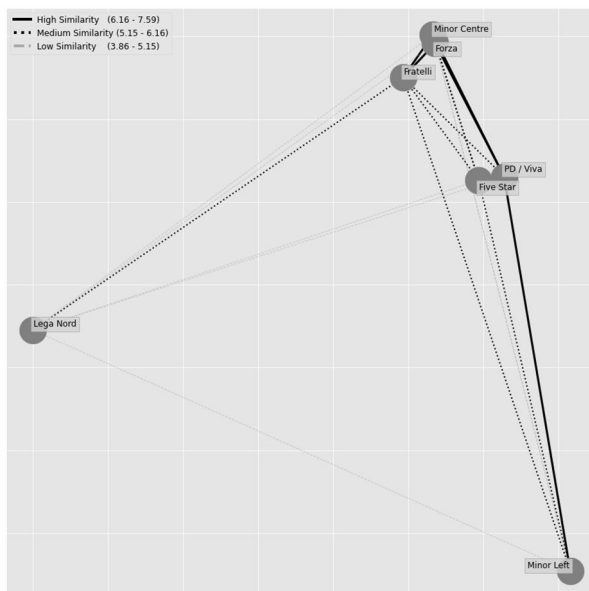 High Similarity (6.16 - 7.59)
Medium Similarity (5.15 - 6.16)
Low Similarity (3.86 - 5.15)
Minor Centre
Forza
Fratelli
PD / Viva
Five Star
Lega Nord
Minor Left